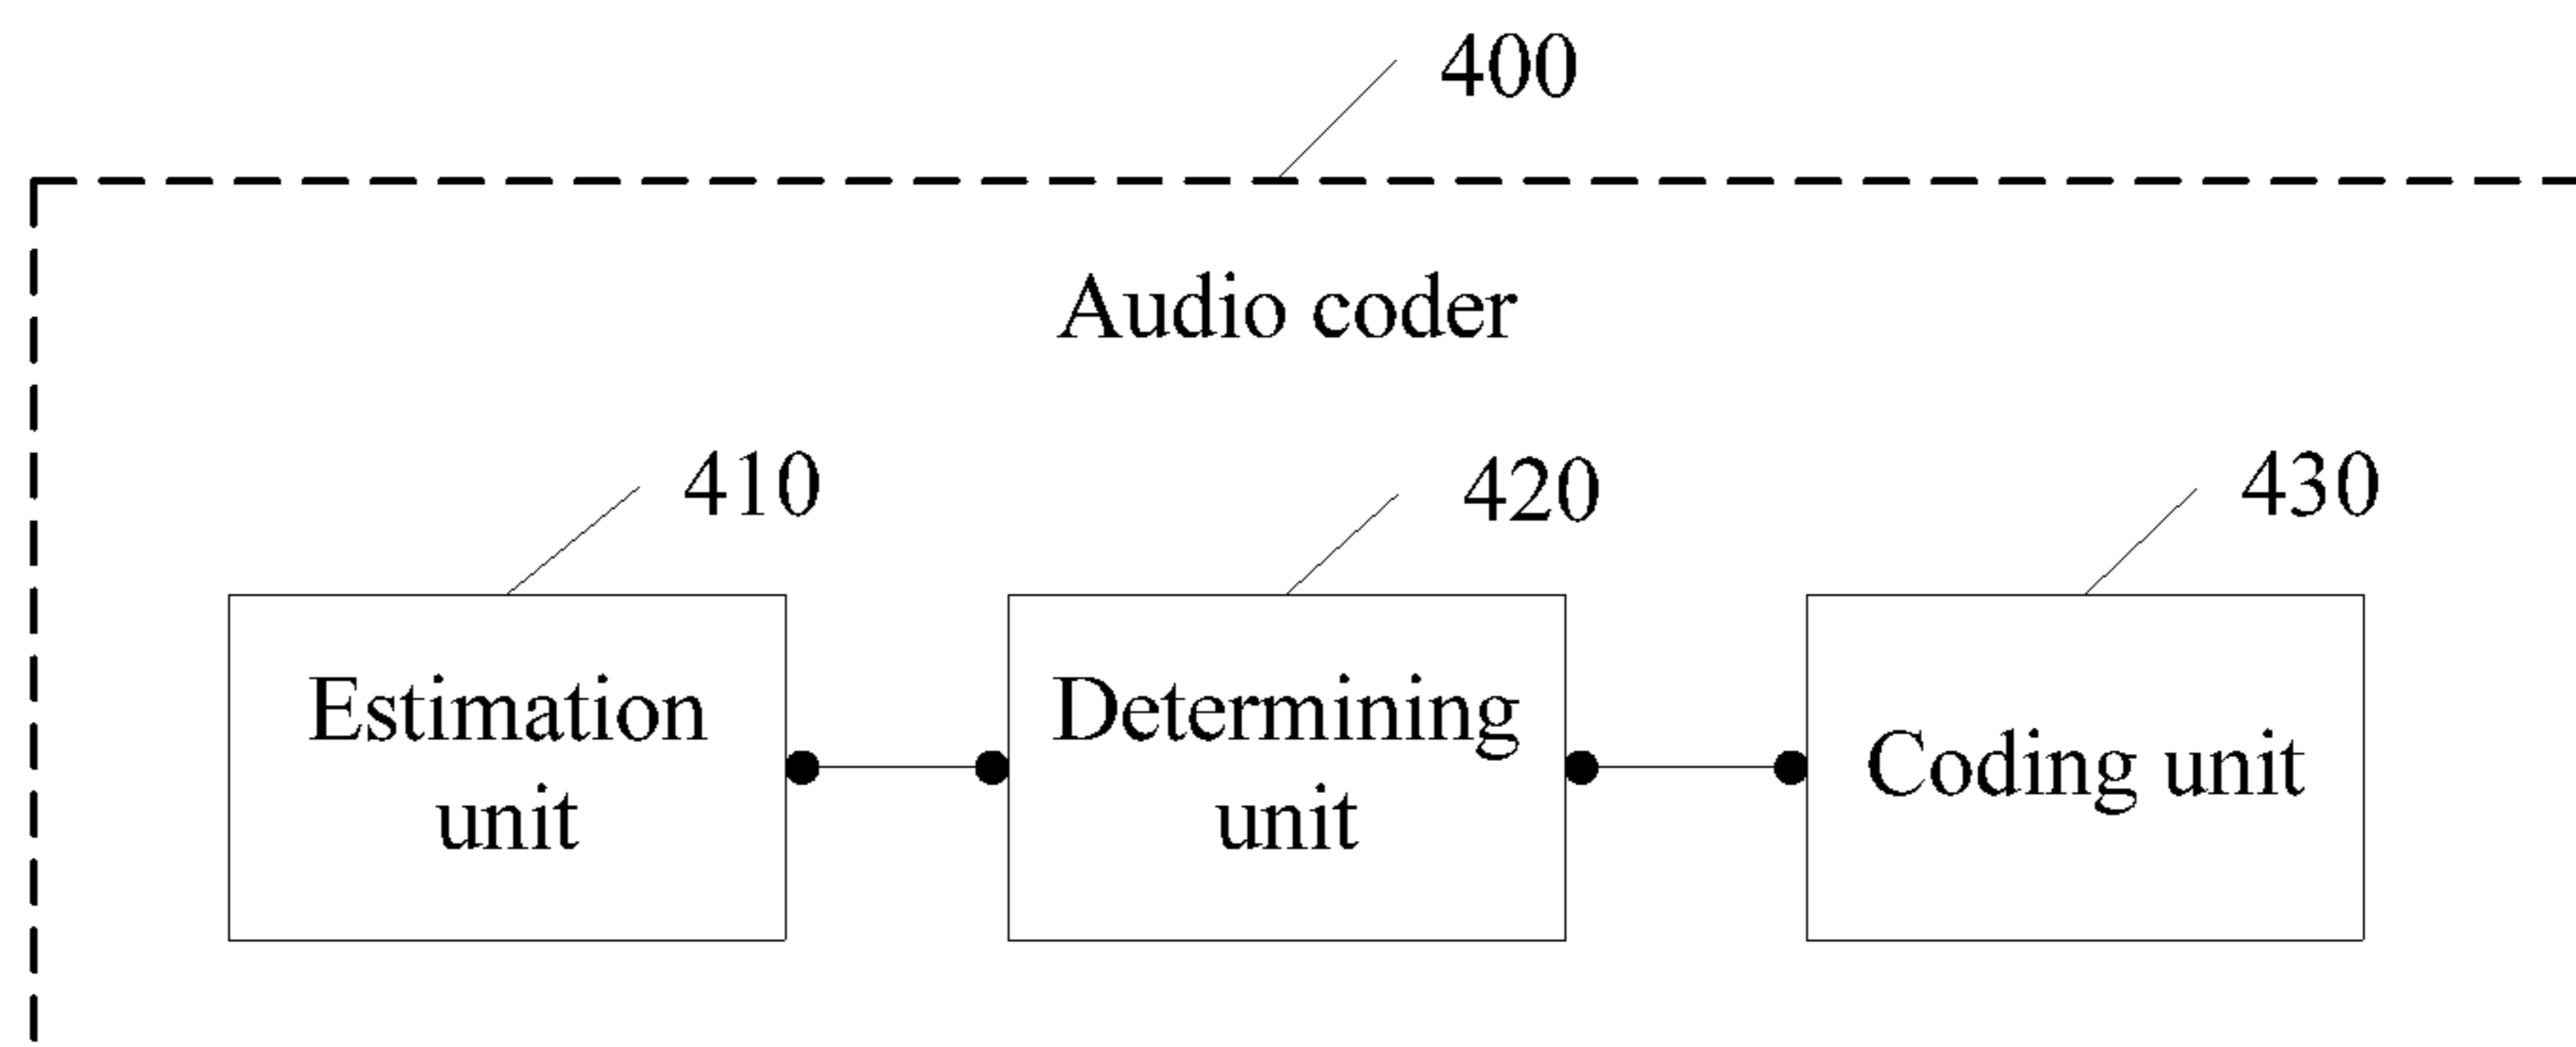 400
Audio coder
410
420
430
Estimation
unit
Determining
unit
Coding unit